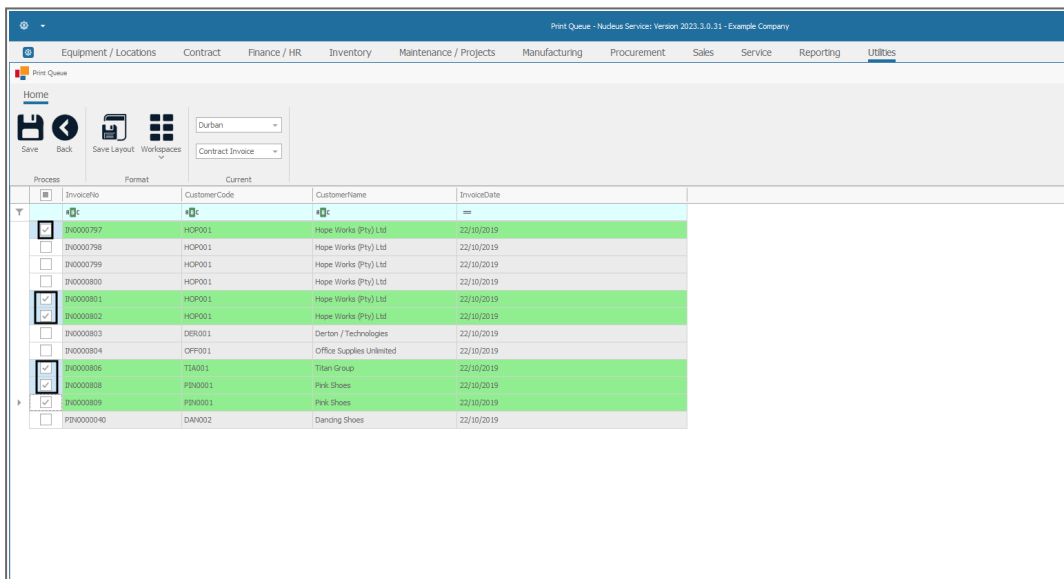 Print Queue - Nucleus Service: Version 2023.3.0.31 - Example Company
Equipment / Locations Contract Finance / HR Inventory Maintenance / Projects Manufacturing Procurement Sales Service Reporting Utilities
Print Queue
Home
Durban
Save Back Save Layout Workspaces Contract Invoice
Process Format Current
InvoiceNo CustomerCode CustomerName InvoiceDate
ABC ABC ABC =
IN0000797 HOP001 Hope Works (Pty) Ltd 22/10/2019
IN0000798 HOP001 Hope Works (Pty) Ltd 22/10/2019
IN0000799 HOP001 Hope Works (Pty) Ltd 22/10/2019
IN0000800 HOP001 Hope Works (Pty) Ltd 22/10/2019
IN0000801 HOP001 Hope Works (Pty) Ltd 22/10/2019
IN0000802 HOP001 Hope Works (Pty) Ltd 22/10/2019
IN0000803 DER001 Derton / Technologies 22/10/2019
IN0000804 OFF001 Office Supplies Unlimited 22/10/2019
IN0000806 TIA001 Titan Group 22/10/2019
IN0000808 PIN0001 Pink Shoes 22/10/2019
IN0000809 PIN0001 Pink Shoes 22/10/2019
PIN0000040 DAN002 Dancing Shoes 22/10/2019